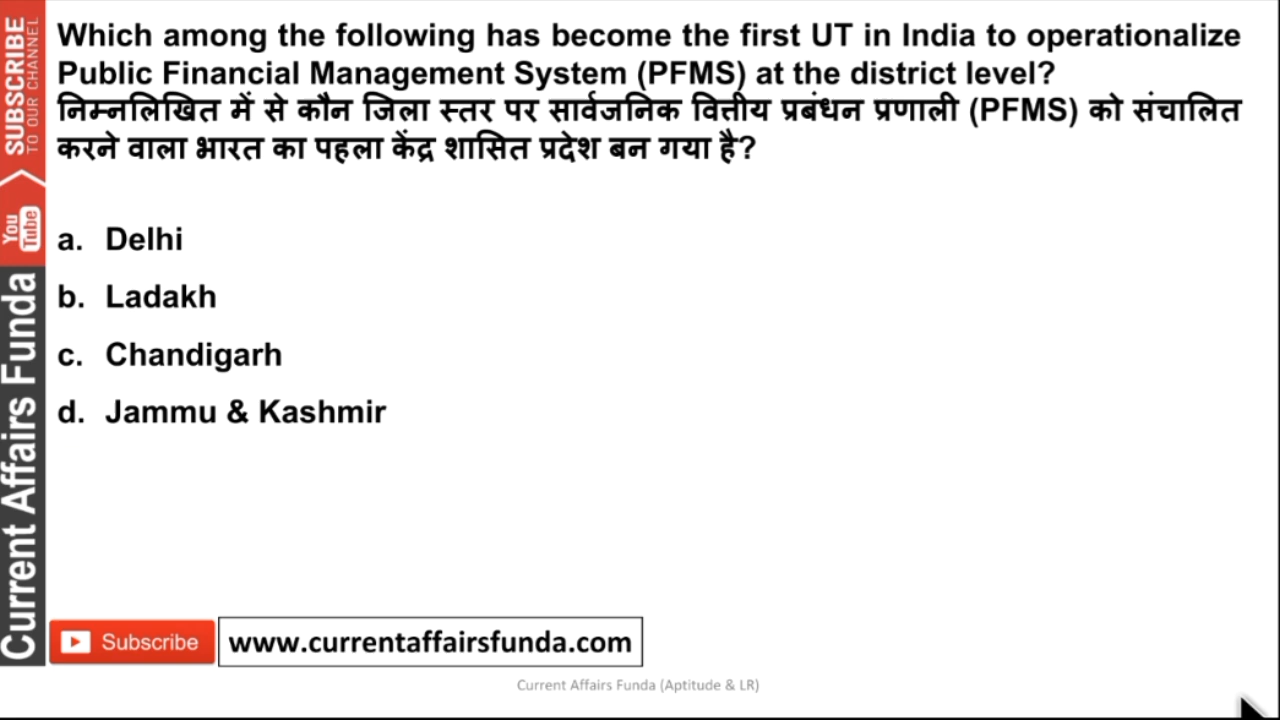 Which among the following has become the first UT in India to operationalize
Public Financial Management System (PFMS) at the district level?
निम्नलिखित में से कौन जिला स्तर पर सार्वजनिक वित्तीय प्रबंधन प्रणाली (PFMS) को संचालित
करने वाला भारत का पहला केंद्र शासित प्रदेश बन गया है?
a. Delhi
b. Ladakh
c. Chandigarh
d. Jammu & Kashmir
SUBSCRIBE
TO OUR CHANNEL
You
Tube
Current Affairs Funda
Subscribe
www.currentaffairsfunda.com
Current Affairs Funda (Aptitude & LR)